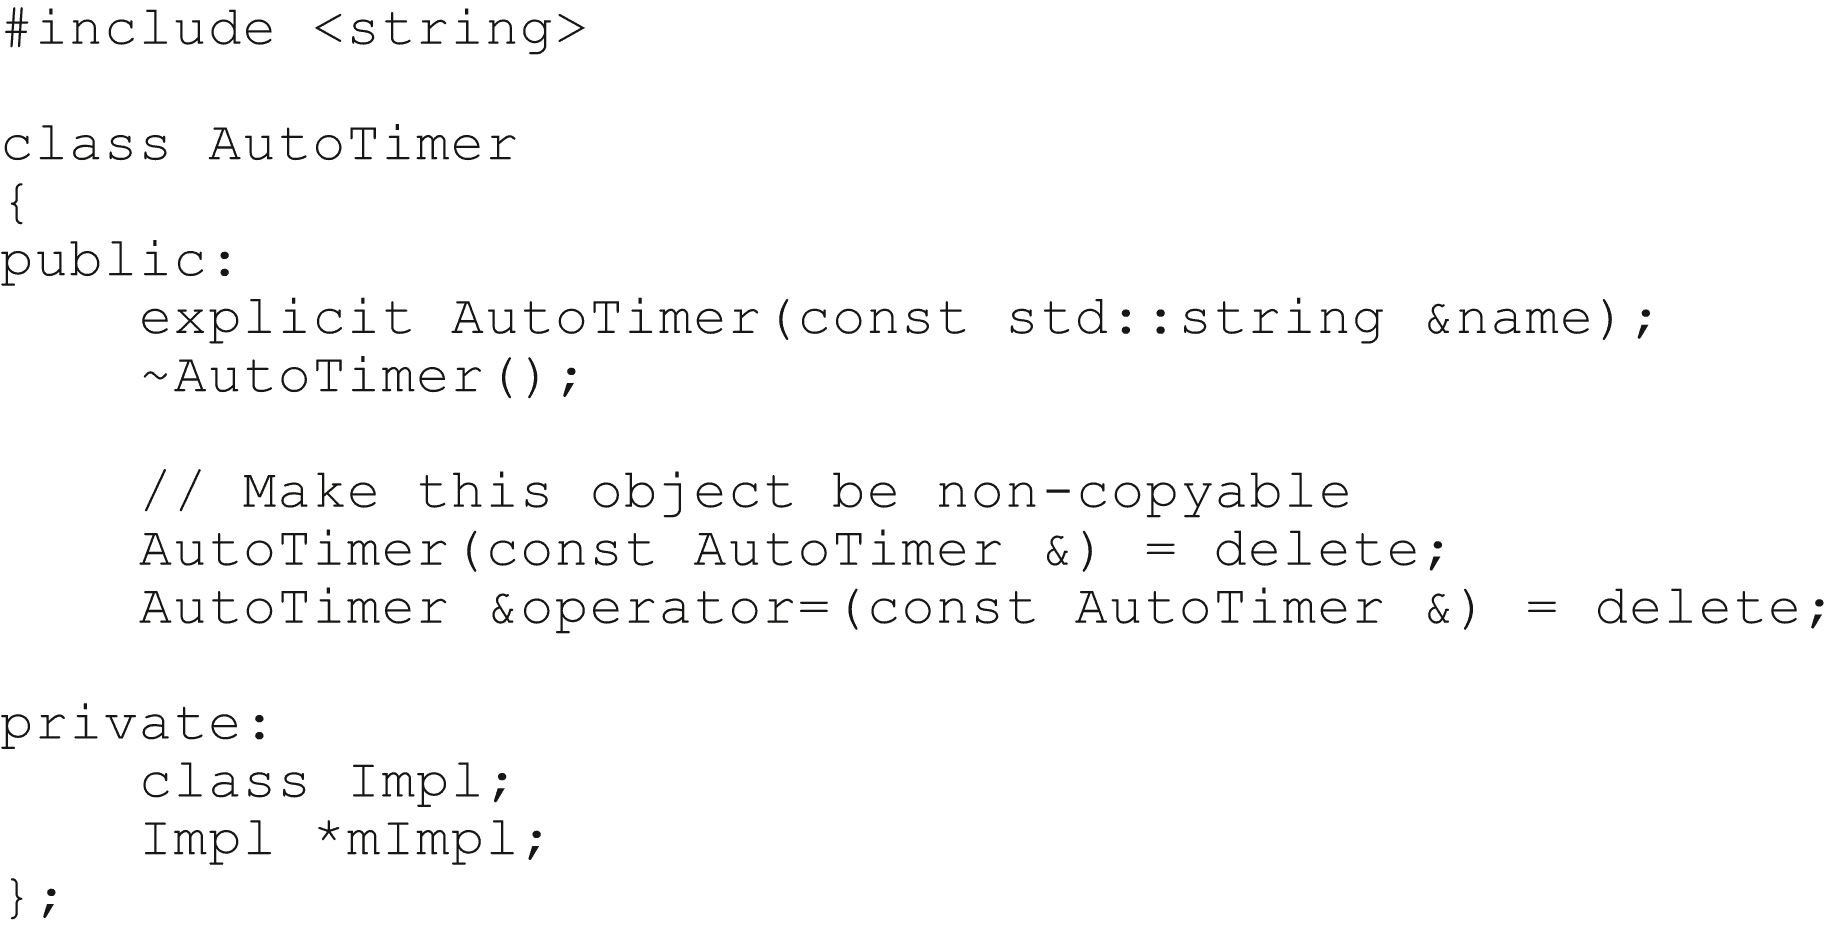 #include <string>

class AutoTimer
{
public:
    explicit AutoTimer(const std::string &name);
    ~AutoTimer();

    // Make this object be non-copyable
    AutoTimer(const AutoTimer &) = delete;
    AutoTimer &operator=(const AutoTimer &) = delete;

private:
    class Impl;
    Impl *mImpl;
};